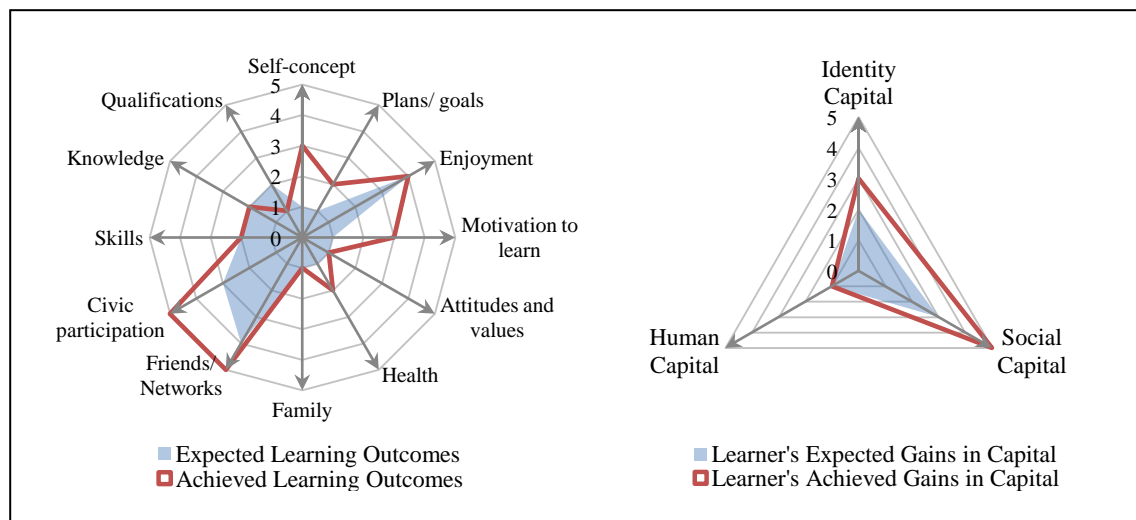 Self-concept
Plans/ goals
Enjoyment
Motivation to
learn
Attitudes and
values
Health
Family
Friends/
Networks
Civic
participation
Skills
Knowledge
Qualifications
5
4
3
2
1
0
Expected Learning Outcomes
Achieved Learning Outcomes
Identity
Capital
Social
Capital
Human
Capital
5
4
3
2
1
0
Learner's Expected Gains in Capital
Learner's Achieved Gains in Capital